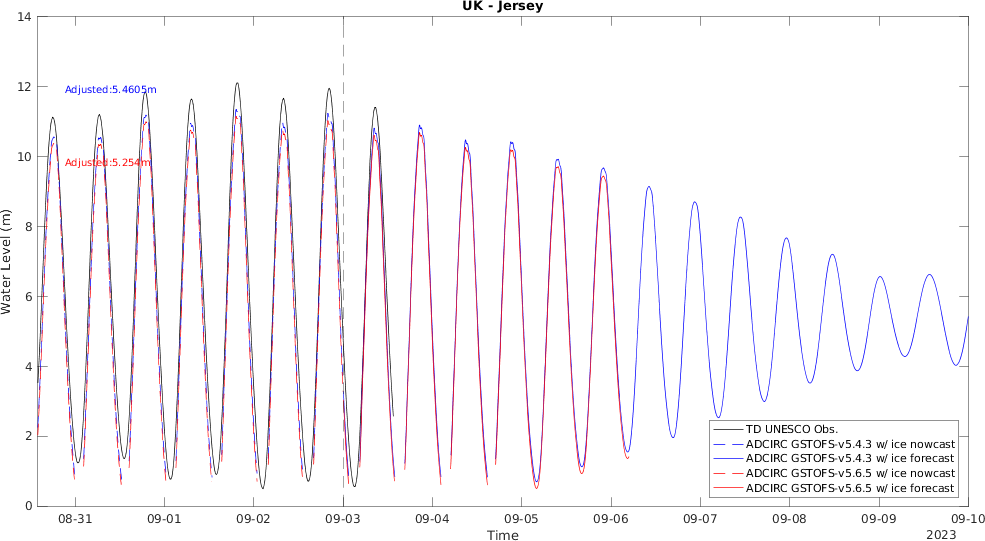 UK - Jersey
14
12
10
8
6
4
2
0
Water Level (m)
Adjusted:5.4605m
Adjusted:5.254m
TD UNESCO Obs.
ADCIRC GSTOFS-v5.4.3 w/ ice nowcast
ADCIRC GSTOFS-v5.4.3 w/ ice forecast
ADCIRC GSTOFS-v5.6.5 w/ ice nowcast
ADCIRC GSTOFS-v5.6.5 w/ ice forecast
08-31 09-01 09-02 09-03 09-04 09-05 09-06 09-07 09-08 09-09 09-10
Time
2023